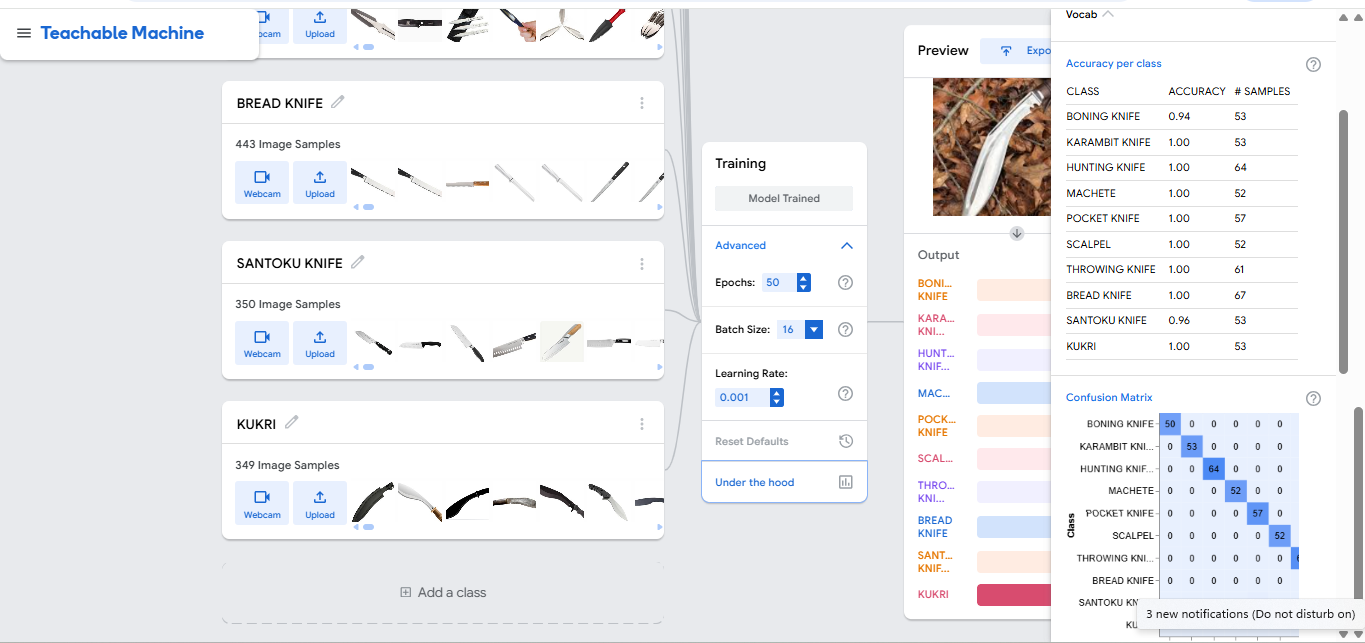 Teachable Machine
Webcam
Upload
BREAD KNIFE
443 Image Samples
Webcam
Upload
SANTOKU KNIFE
350 Image Samples
Webcam
Upload
KUKRI
349 Image Samples
Webcam
Upload
Add a class
Training
Model Trained
Advanced
Epochs: 50
Batch Size: 16
Learning Rate:
0.001
Reset Defaults
Under the hood
Preview
Expo
Output
BONI...
KNIFE
KARA...
KNI...
HUNT...
KNIF...
MAC...
POCK...
KNIFE
SCAL...
THRO...
KNI...
BREAD
KNIFE
SANT...
KNIF...
KUKRI
Vocab
Accuracy per class
CLASS ACCURACY # SAMPLES
BONING KNIFE 0.94 53
KARAMBIT KNIFE 1.00 53
HUNTING KNIFE 1.00 64
MACHETE 1.00 52
POCKET KNIFE 1.00 57
SCALPEL 1.00 52
THROWING KNIFE 1.00 61
BREAD KNIFE 1.00 67
SANTOKU KNIFE 0.96 53
KUKRI 1.00 53
Confusion Matrix
Class
BONING KNIFE 50 0 0 0 0 0
KARAMBIT KNI... 0 53 0 0 0 0
HUNTING KNIF... 0 0 64 0 0 0
MACHETE 0 0 0 52 0 0
POCKET KNIFE 0 0 0 0 57 0
SCALPEL 0 0 0 0 0 52
THROWING KNI... 0 0 0 0 0 0
BREAD KNIFE 0 0 0 0 0 0
SANTOKU KN
KU
3 new notifications (Do not disturb on)